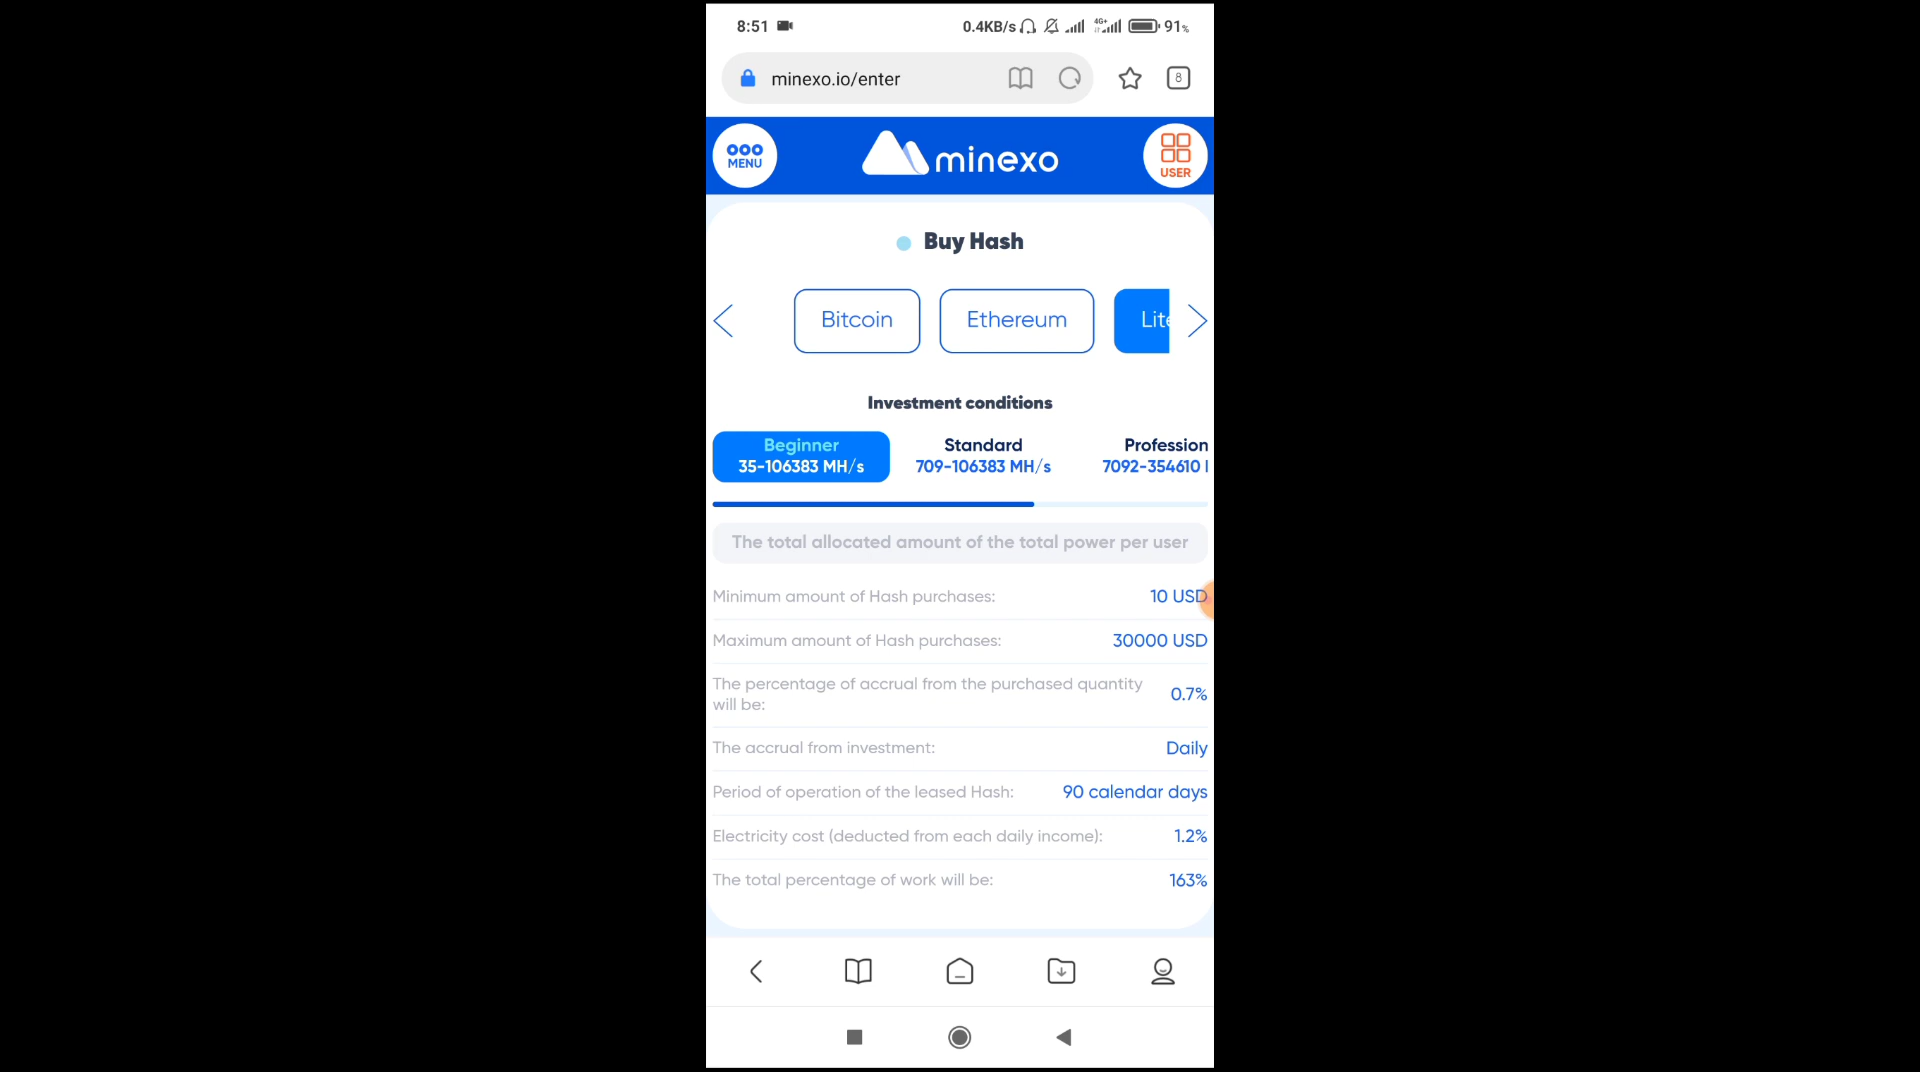 8:51 0.4KB/s 4G+ 91%
minexo.io/enter 8
MENU minexo USER
Buy Hash
Bitcoin Ethereum Lite
Investment conditions
Beginner Standard Profession
35-106383 MH/s 709-106383 MH/s 7092-354610
The total allocated amount of the total power per user
Minimum amount of Hash purchases: 10 USD
Maximum amount of Hash purchases: 30000 USD
The percentage of accrual from the purchased quantity
will be: 0.7%
The accrual from investment: Daily
Period of operation of the leased Hash: 90 calendar days
Electricity cost (deducted from each daily income): 1.2%
The total percentage of work will be: 163%